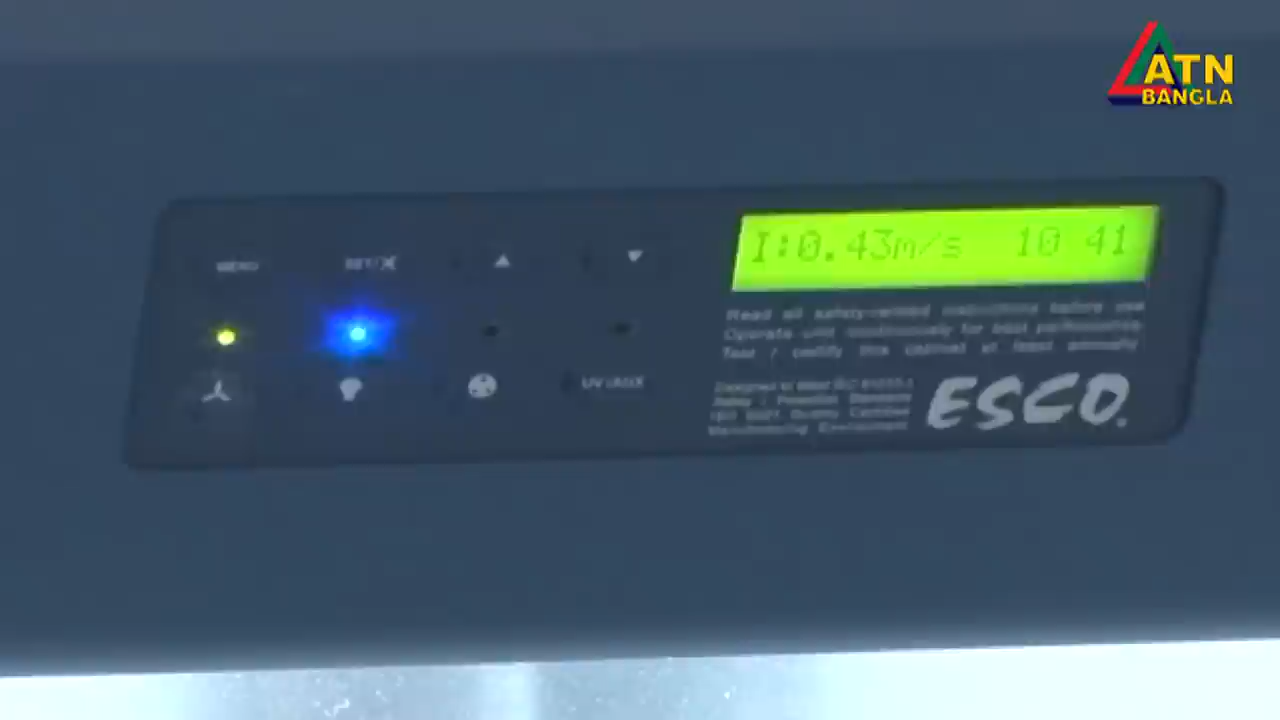 ATN
BANGLA
MENU
SET/X
I:0.43m/s 10 41
Read all safety-related instructions before use
Operate unit continuously for best performance
Test / certify this cabinet at least annually
UV/AUX
ESCO